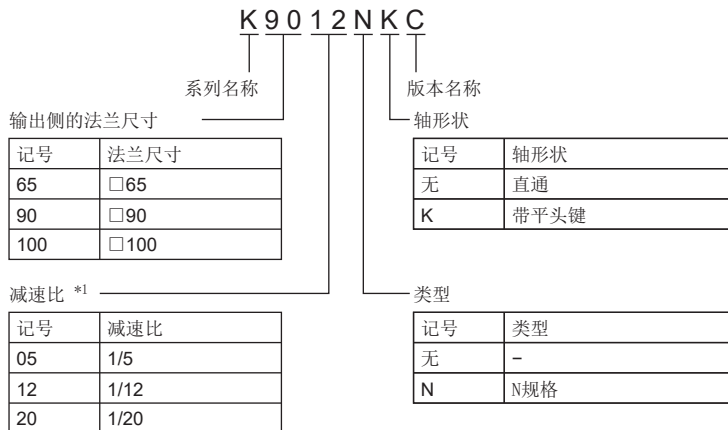 K9012NKC
系列名称
版本名称
输出侧的法兰尺寸
记号 法兰尺寸
65 □65
90 □90
100 □100
轴形状
记号 轴形状
无 直通
K 带平头键
减速比 *1
记号 减速比
05 1/5
12 1/12
20 1/20
类型
记号 类型
无 −
N N规格